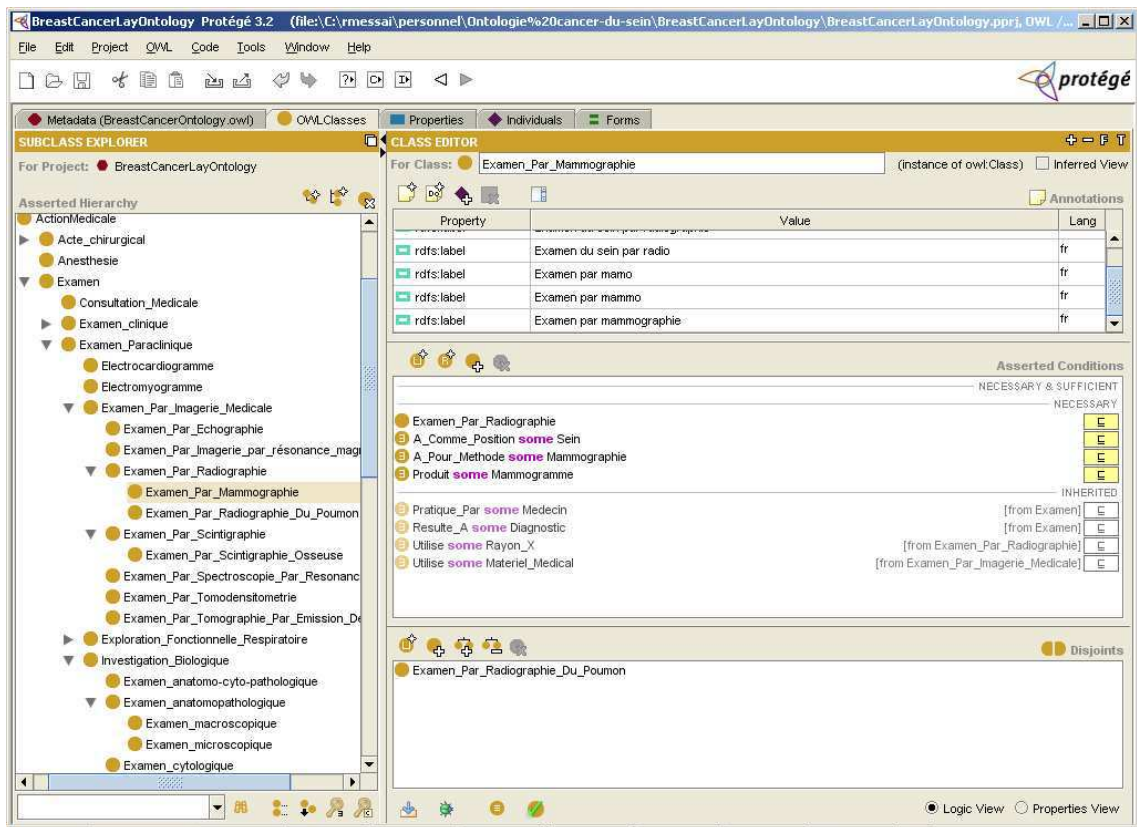 BreastCancerLayOntology Protégé 3.2 (file:\C:\rmessai\personnel\Ontologie%20cancer-du-sein\BreastCancerLayOntology\BreastCancerLayOntology.pprj, OWL /...
File Edit Project OWL Code Tools Window Help
protégé
Metadata (BreastCancerOntology.owl) OWLClasses Properties Individuals Forms
SUBCLASS EXPLORER
For Project: BreastCancerLayOntology
Asserted Hierarchy
ActionMedicale
Acte_chirurgical
Anesthesie
Examen
Consultation_Medicale
Examen_clinique
Examen_Paraclinique
Electrocardiogramme
Electromyogramme
Examen_Par_Imagerie_Medicale
Examen_Par_Echographie
Examen_Par_Imagerie_par_résonance_mag
Examen_Par_Radiographie
Examen_Par_Mammographie
Examen_Par_Radiographie_Du_Poumon
Examen_Par_Scintigraphie
Examen_Par_Scintigraphie_Osseuse
Examen_Par_Spectroscopie_Par_Resonanc
Examen_Par_Tomodensitometrie
Examen_Par_Tomographie_Par_Emission_De
Exploration_Fonctionnelle_Respiratoire
Investigation_Biologique
Examen_anatomo-cyto-pathologique
Examen_anatomopathologique
Examen_macroscopique
Examen_microscopique
Examen_cytologique
CLASS EDITOR
For Class: Examen_Par_Mammographie (instance of owl:Class) Inferred View
Annotations
Property Value Lang
rdfs:label Examen du sein par radio fr
rdfs:label Examen par mamo fr
rdfs:label Examen par mammo fr
rdfs:label Examen par mammographie fr
Asserted Conditions
NECESSARY & SUFFICIENT
NECESSARY
Examen_Par_Radiographie
A_Comme_Position some Sein
A_Pour_Methode some Mammographie
Produit some Mammogramme
INHERITED
Pratique_Par some Medecin [from Examen]
Resulte_A some Diagnostic [from Examen]
Utilise some Rayon_X [from Examen_Par_Radiographie]
Utilise some Materiel_Medical [from Examen_Par_Imagerie_Medicale]
Disjoints
Examen_Par_Radiographie_Du_Poumon
Logic View Properties View